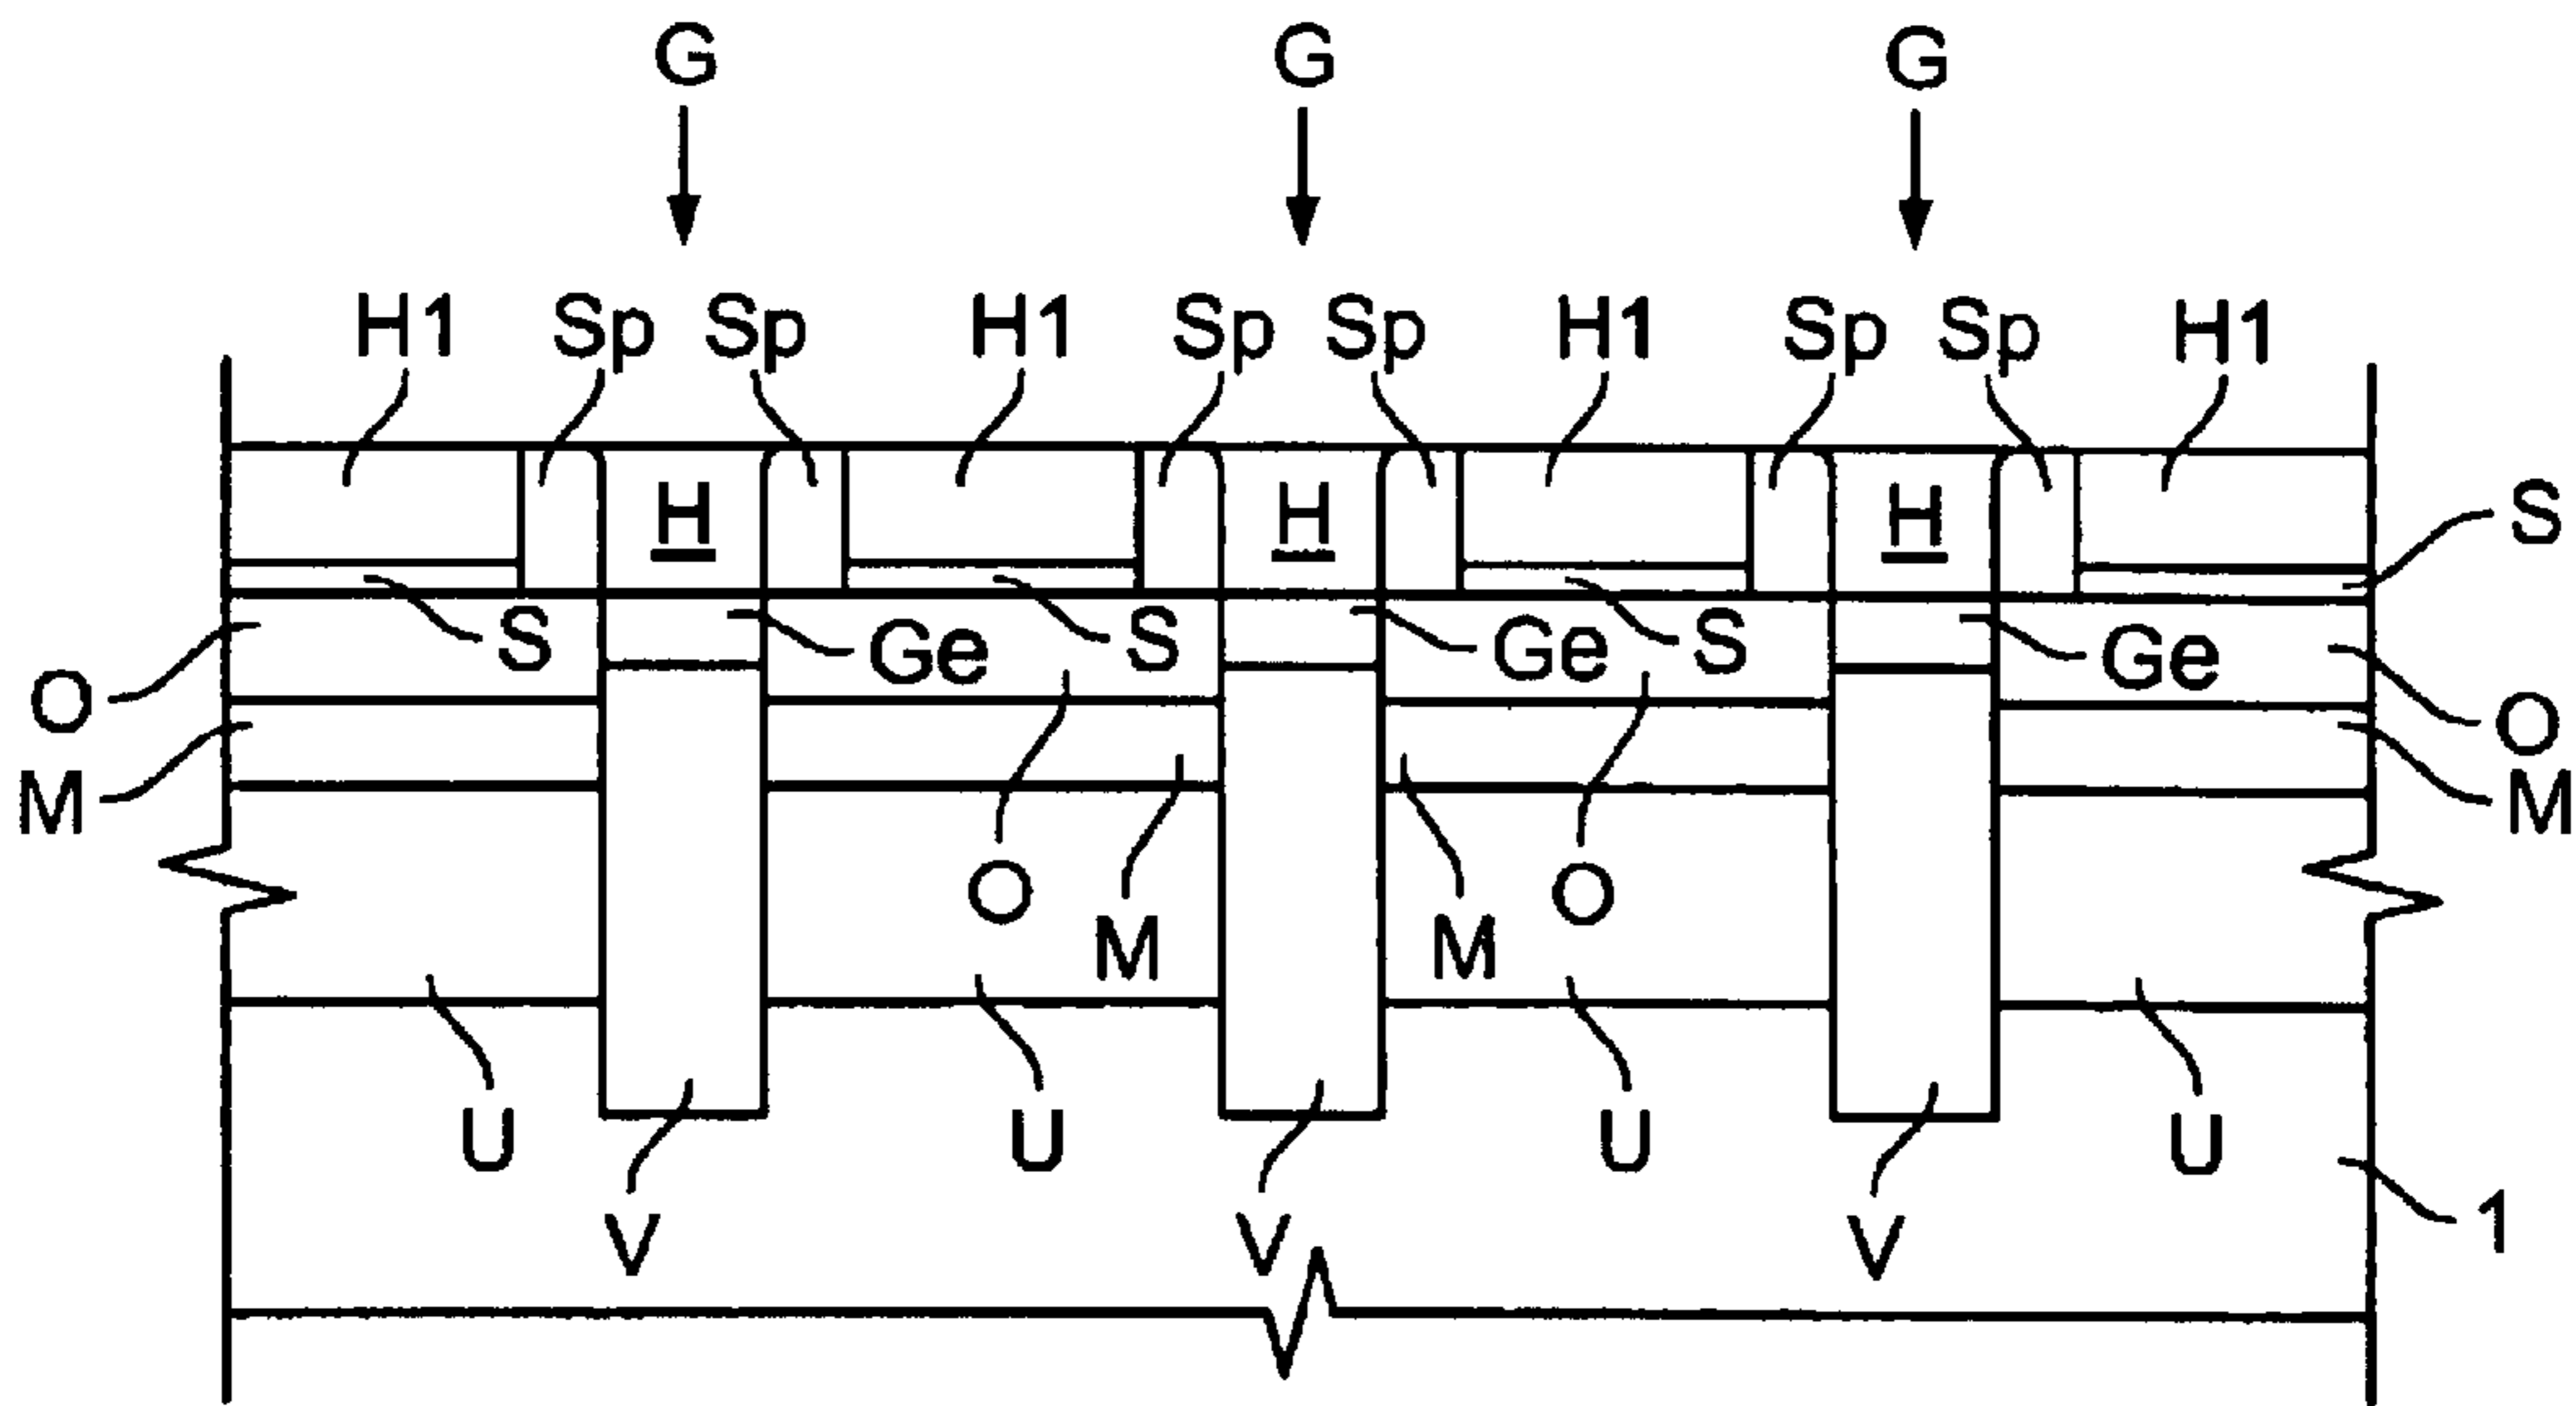 G G G
H1 Sp Sp H1 Sp Sp H1 Sp Sp H1
H H H S
S Ge S Ge S Ge
O O
M M
O O
M M
U U U U
V V V 1